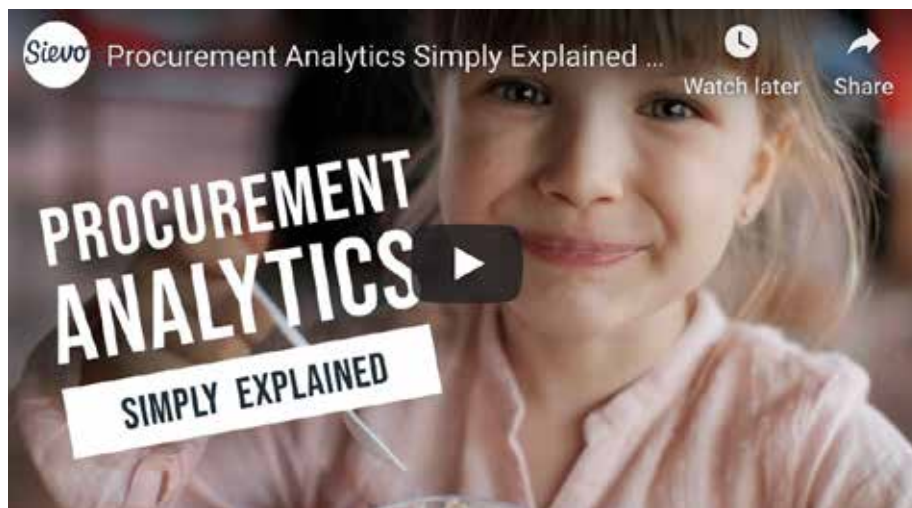 Sievo
Procurement Analytics Simply Explained ...
Watch later
Share
PROCUREMENT
ANALYTICS
SIMPLY EXPLAINED